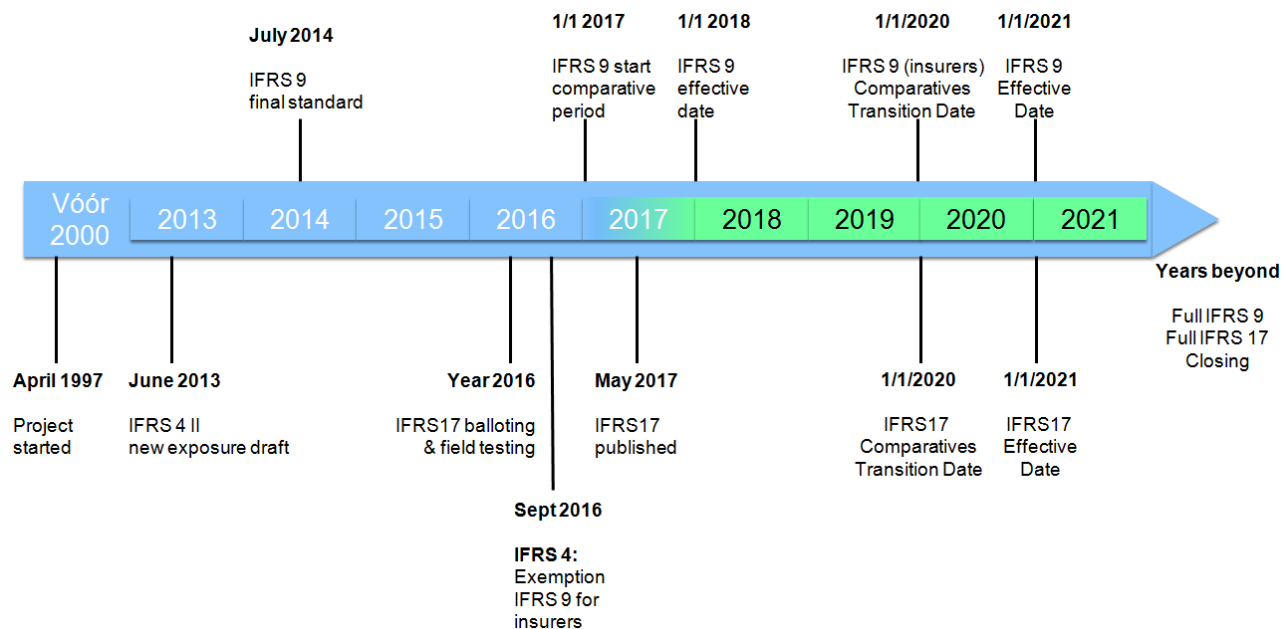 July 2014
IFRS 9
final standard
1/1 2017
IFRS 9 start
comparative
period
1/1 2018
IFRS 9
effective
date
1/1/2020
IFRS 9 (insurers)
Comparatives
Transition Date
1/1/2021
IFRS 9
Effective
Date
Vóór
2000
2013
2014
2015
2016
2017
2018
2019
2020
2021
Years beyond
Full IFRS 9
Full IFRS 17
Closing
April 1997
Project
started
June 2013
IFRS 4 II
new exposure draft
Year 2016
IFRS17 balloting
& field testing
Sept 2016
IFRS 4:
Exemption
IFRS 9 for
insurers
May 2017
IFRS17
published
1/1/2020
IFRS17
Comparatives
Transition Date
1/1/2021
IFRS17
Effective
Date